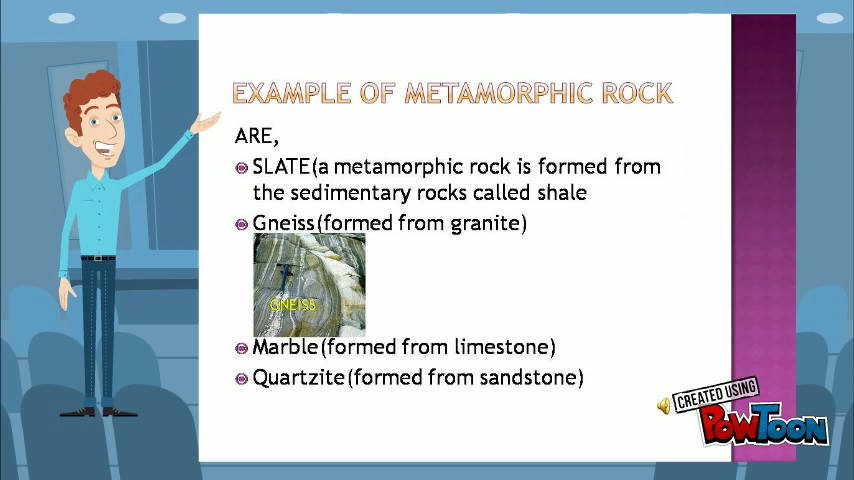 EXAMPLE OF METAMORPHIC ROCK
ARE,
SLATE(a metamorphic rock is formed from
the sedimentary rocks called shale
Gneiss(formed from granite)
GNEISS
Marble(formed from limestone)
Quartzite(formed from sandstone)
CREATED USING
POWTOON